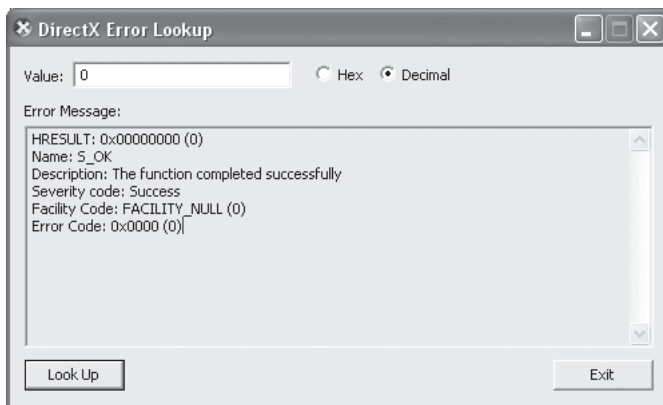 DirectX Error Lookup
Value: 0 Hex Decimal
Error Message:
HRESULT: 0x00000000 (0)
Name: S_OK
Description: The function completed successfully
Severity code: Success
Facility Code: FACILITY_NULL (0)
Error Code: 0x0000 (0)
Look Up Exit